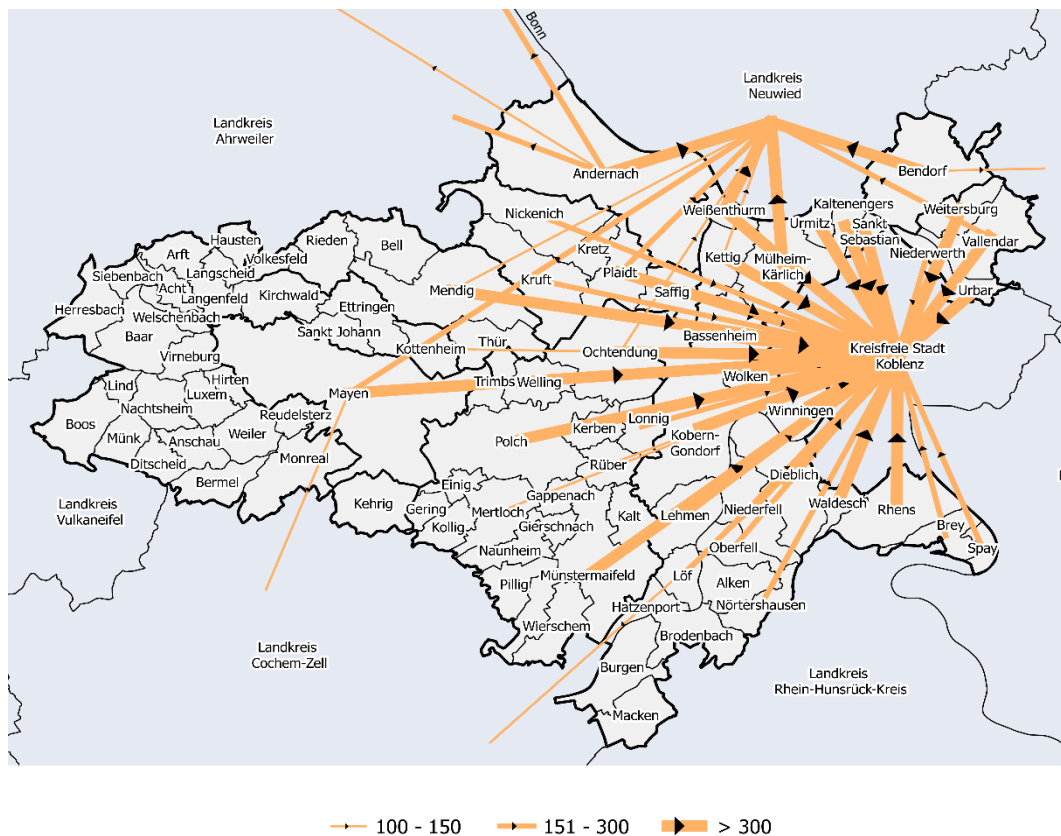 Bonn
Landkreis
Neuwied
Landkreis
Ahrweiler
Andernach
Bendorf
Nickenich
Weißenthurm
Kaltenengers
Weitersburg
Urmitz
Sankt
Sebastian
Vallendar
Niederwerth
Hausten
Rieden
Bell
Arft
Volkesfeld
Kretz
Kettig
Mülheim-
Kärlich
Siebenbach
Langscheid
Plaidt
Kruft
Saffig
Urbar
Acht
Langenfeld
Kirchwald
Mendig
Herresbach
Welschenbach
Ettringen
Baar
Sankt Johann
Thür
Bassenheim
Kottenheim
Ochtendung
Kreisfreie Stadt
Koblenz
Virneburg
Lind
Hirten
Luxem
Mayen
Trimbs
Welling
Wolken
Nachtsheim
Reudelsterz
Winningen
Boos
Münk
Anschau
Weiler
Polch
Kerben
Lonnig
Kobern-
Gondorf
Ditscheid
Monreal
Rüber
Bermel
Dieblich
Einig
Kehrig
Gering
Mertloch
Gappenach
Landkreis
Vulkaneifel
Kollig
Gierschnach
Kalt
Lehmen
Niederfell
Waldesch
Rhens
Brey
Spay
Naunheim
Oberfell
Pillig
Münstermaifeld
Löf
Alken
Hatzenport
Nörtershausen
Wierschem
Brodenbach
Landkreis
Cochem-Zell
Burgen
Landkreis
Rhein-Hunsrück-Kreis
Macken
100 - 150
151 - 300
> 300